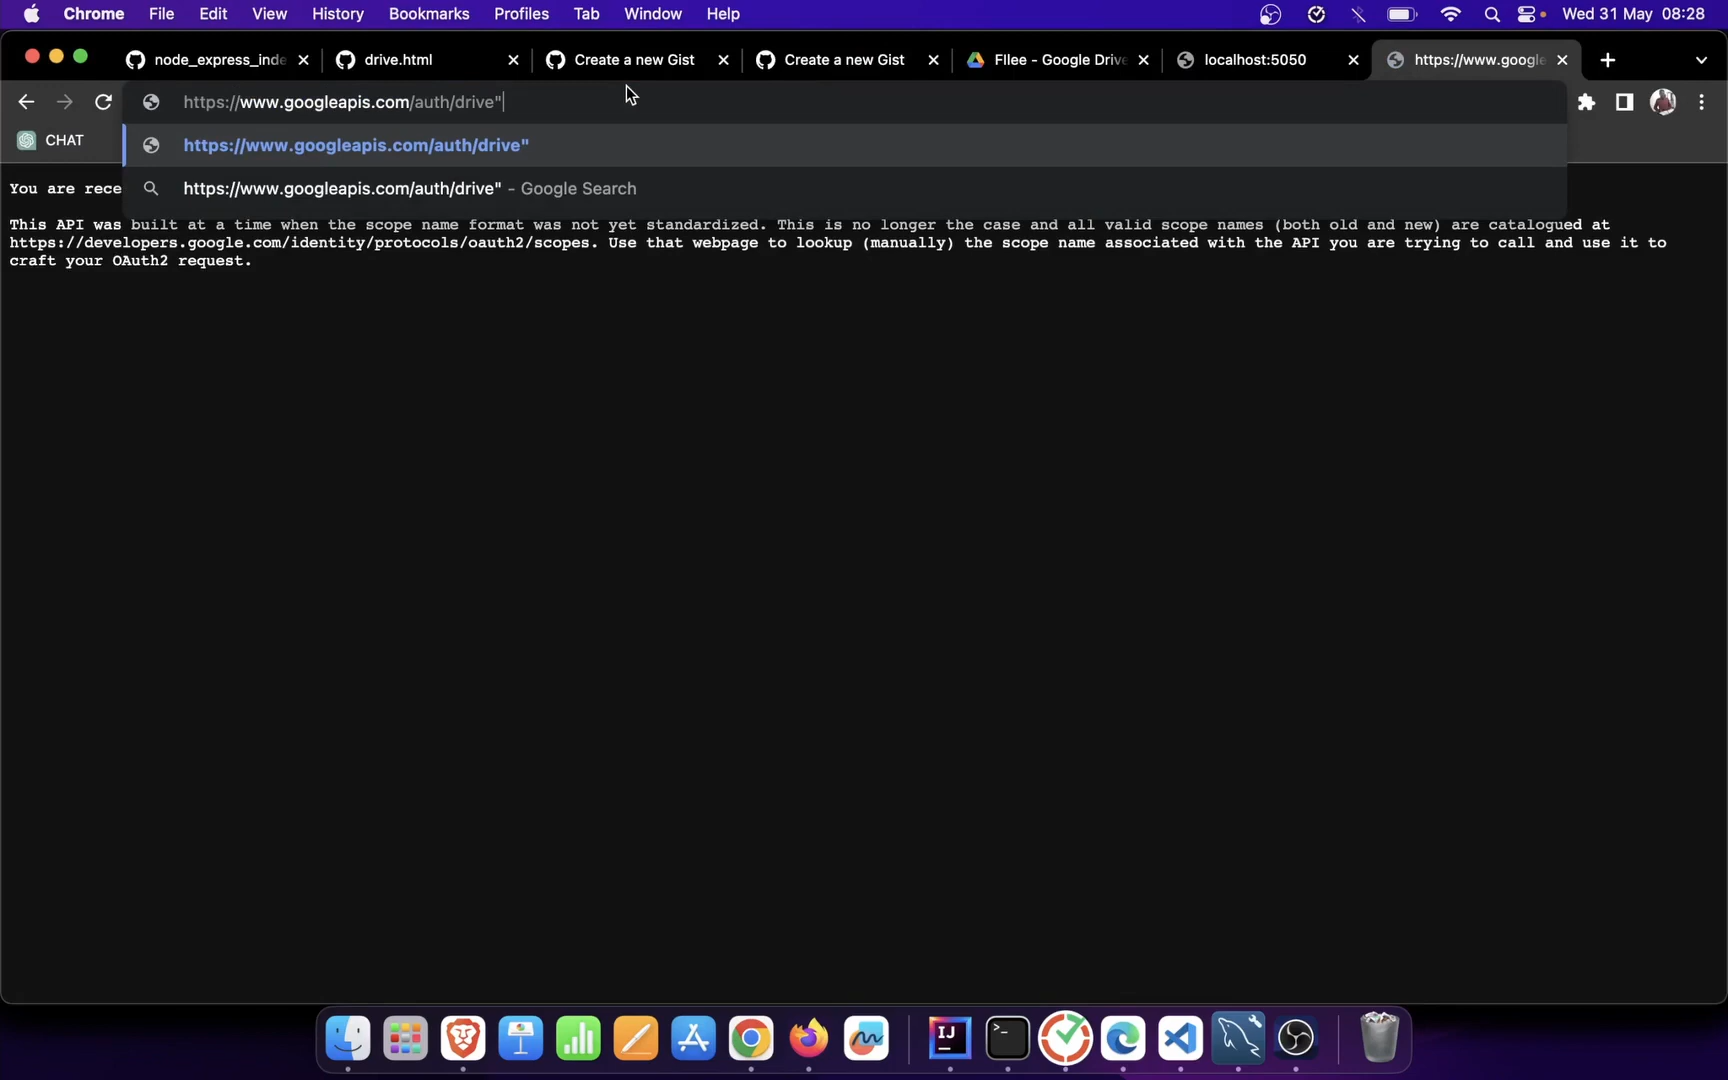 Chrome File Edit View History Bookmarks Profiles Tab Window Help Wed 31 May 08:28
node_express_inde drive.html Create a new Gist Create a new Gist FIlee - Google Drive localhost:5050 https://www.google
https://www.googleapis.com/auth/drive"
CHAT
https://www.googleapis.com/auth/drive"
You are rece
https://www.googleapis.com/auth/drive" - Google Search
This API was built at a time when the scope name format was not yet standardized. This is no longer the case and all valid scope names (both old and new) are catalogued at
https://developers.google.com/identity/protocols/oauth2/scopes. Use that webpage to lookup (manually) the scope name associated with the API you are trying to call and use it to
craft your OAuth2 request.
IJ